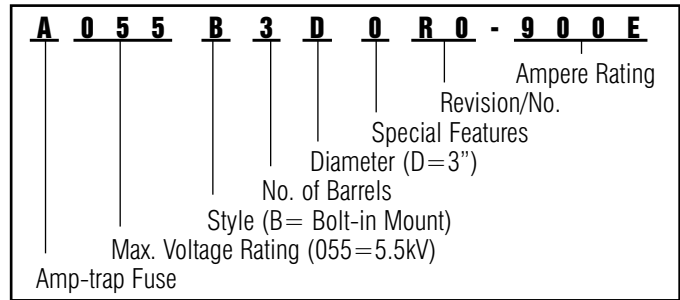 A 0 5 5 B 3 D 0 R 0 - 9 0 0 E
Ampere Rating
Revision/No.
Special Features
Diameter (D=3”)
No. of Barrels
Style (B= Bolt-in Mount)
Max. Voltage Rating (055=5.5kV)
Amp-trap Fuse